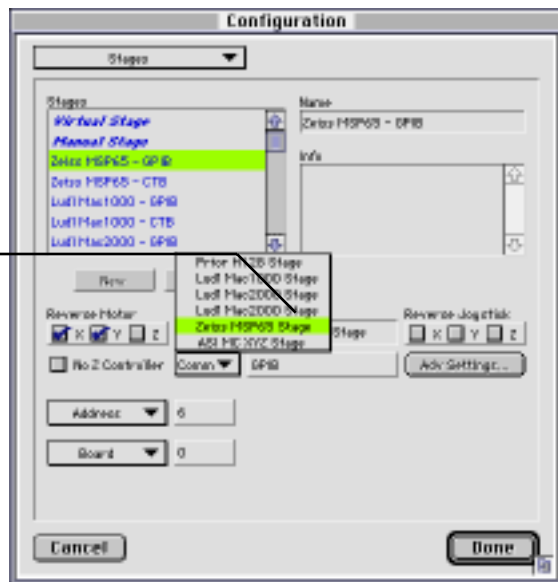 Configuration
Stages
Stages
Virtual Stage
Manual Stage
Zeiss MSP65 - GPIB
Zeiss MSP65 - CTB
Ludl Mac1000 - GPIB
Ludl Mac1000 - CTB
Ludl Mac2000 - GPIB
Name
Zeiss MSP65 - GPIB
Info
New
Prior H128 Stage
Ludl Mac1000 Stage
Ludl Mac2000 Stage
Ludl Mac2000 Stage
Zeiss MSP65 Stage
ASI MC XYZ Stage
Stage
Reverse Motor
X Y Z
Reverse Joystick
X Y Z
No Z Controller
Comm
GPIB
Adv Settings...
Address
6
Board
0
Cancel
Done